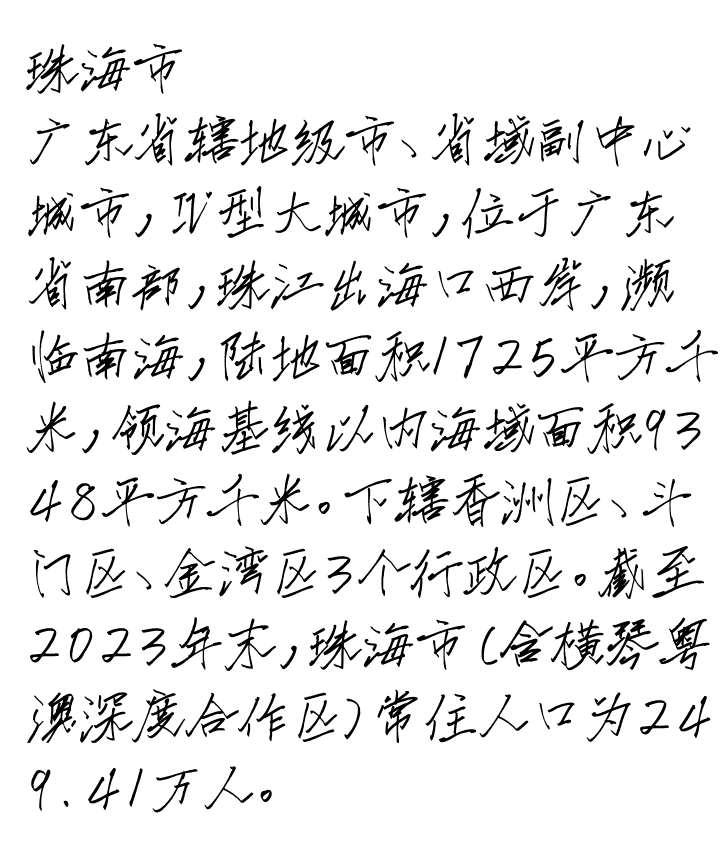 珠海市
广东省辖地级市、省域副中心
城市，Ⅳ型大城市，位于广东
省南部，珠江出海口西岸，濒
临南海，陆地面积1725平方千
米，领海基线以内海域面积93
48平方千米。下辖香洲区、斗
门区、金湾区3个行政区。截至
2023年末，珠海市（含横琴粤
澳深度合作区）常住人口为24
9.41万人。